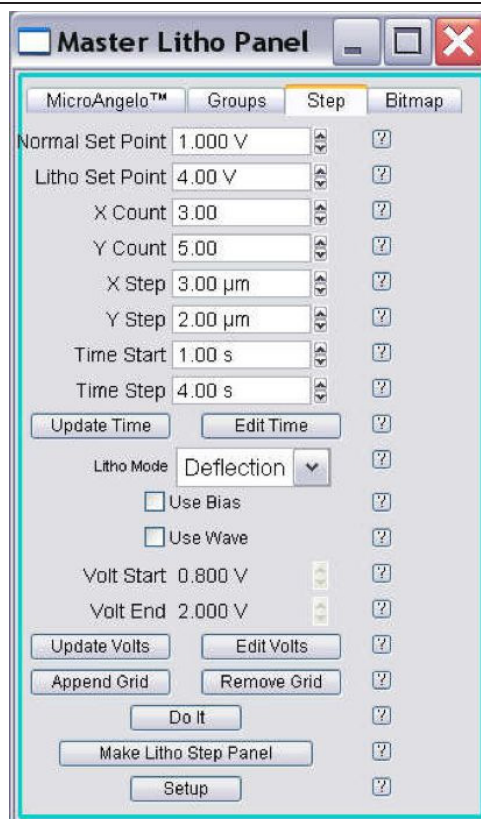 Master Litho Panel
MicroAngelo™ Groups Step Bitmap
Normal Set Point 1.000 V ?
Litho Set Point 4.00 V ?
X Count 3.00 ?
Y Count 5.00 ?
X Step 3.00 µm ?
Y Step 2.00 µm ?
Time Start 1.00 s ?
Time Step 4.00 s ?
Update Time Edit Time ?
Litho Mode Deflection ?
Use Bias ?
Use Wave ?
Volt Start 0.800 V ?
Volt End 2.000 V ?
Update Volts Edit Volts ?
Append Grid Remove Grid ?
Do It ?
Make Litho Step Panel ?
Setup ?